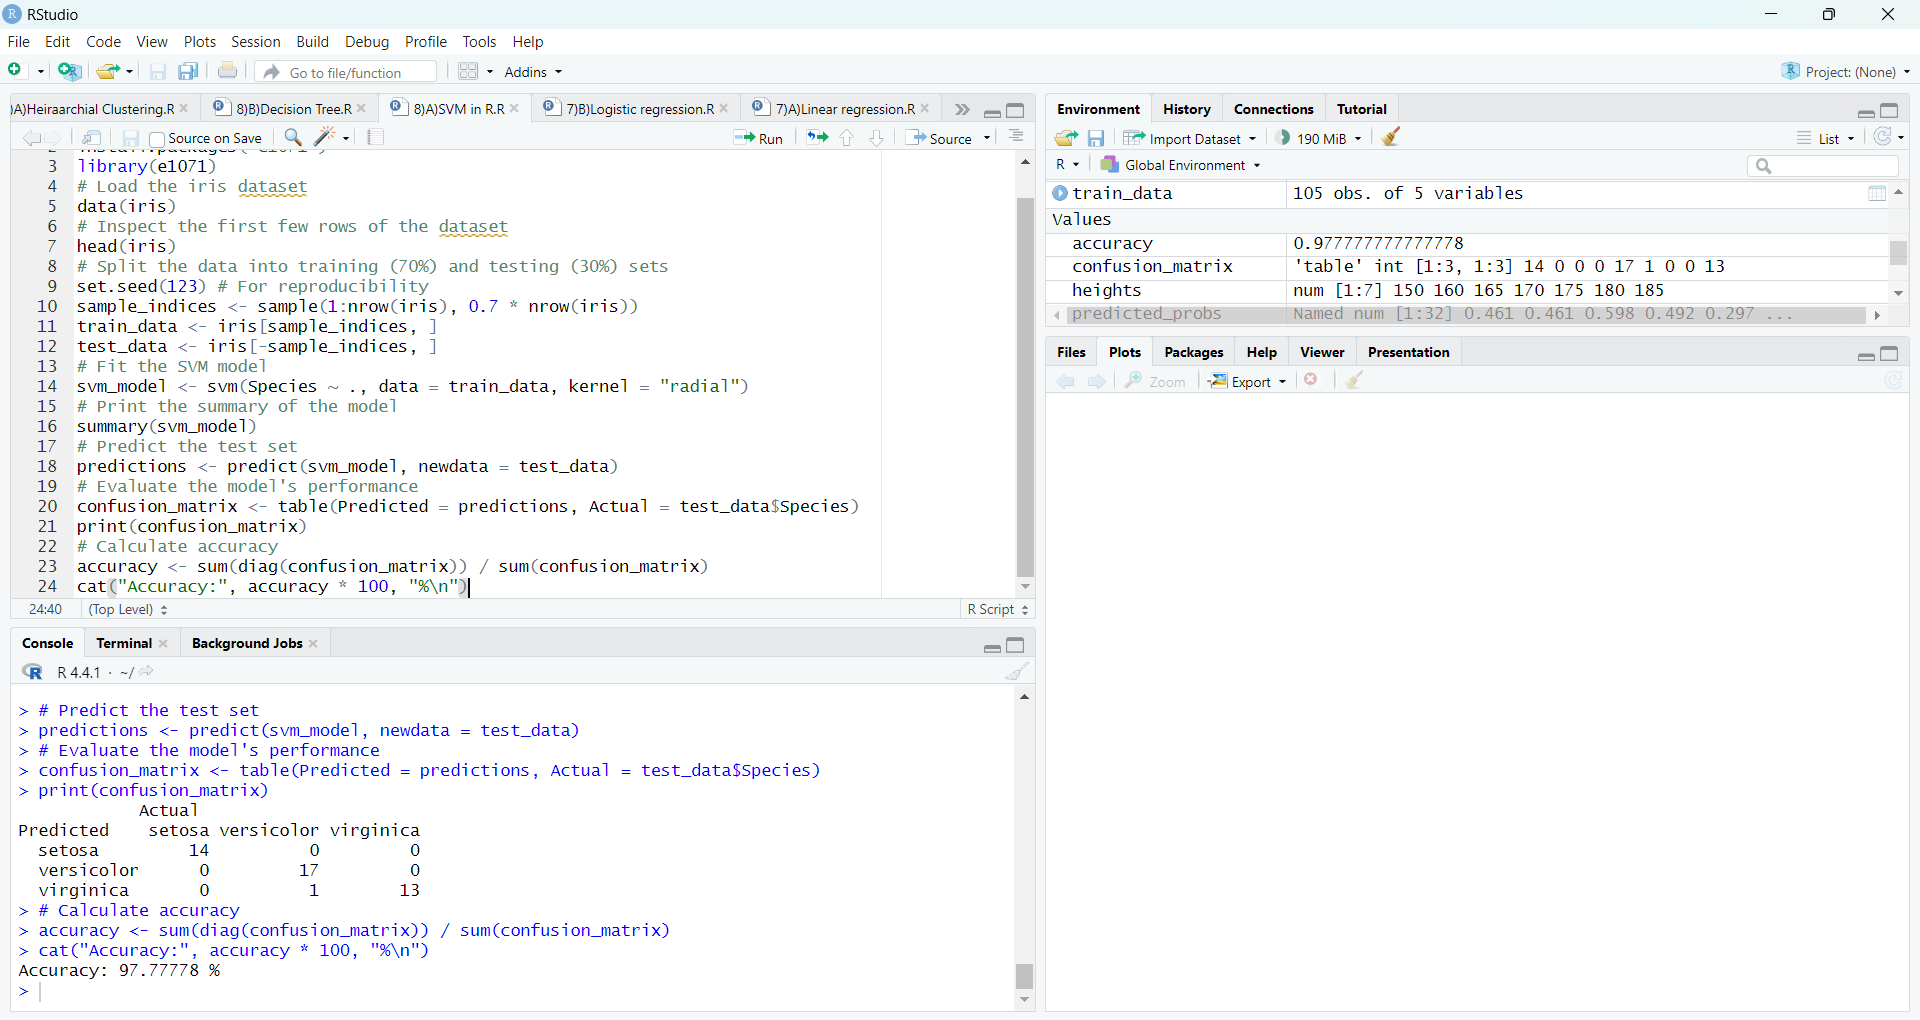 RStudio
File Edit Code View Plots Session Build Debug Profile Tools Help
Go to file/function Addins Project: (None)
)A)Heiraarchial Clustering.R 8)B)Decision Tree.R 8)A)SVM in R.R 7)B)Logistic regression.R 7)A)Linear regression.R
Source on Save Run Source
3 library(e1071)
4 # Load the iris dataset
5 data(iris)
6 # Inspect the first few rows of the dataset
7 head(iris)
8 # Split the data into training (70%) and testing (30%) sets
9 set.seed(123) # For reproducibility
10 sample_indices <- sample(1:nrow(iris), 0.7 * nrow(iris))
11 train_data <- iris[sample_indices, ]
12 test_data <- iris[-sample_indices, ]
13 # Fit the SVM model
14 svm_model <- svm(Species ~ ., data = train_data, kernel = "radial")
15 # Print the summary of the model
16 summary(svm_model)
17 # Predict the test set
18 predictions <- predict(svm_model, newdata = test_data)
19 # Evaluate the model's performance
20 confusion_matrix <- table(Predicted = predictions, Actual = test_data$Species)
21 print(confusion_matrix)
22 # Calculate accuracy
23 accuracy <- sum(diag(confusion_matrix)) / sum(confusion_matrix)
24 cat("Accuracy:", accuracy * 100, "%\n")
24:40 (Top Level) R Script
Console Terminal Background Jobs
R 4.4.1 · ~/
> # Predict the test set
> predictions <- predict(svm_model, newdata = test_data)
> # Evaluate the model's performance
> confusion_matrix <- table(Predicted = predictions, Actual = test_data$Species)
> print(confusion_matrix)
Actual
Predicted setosa versicolor virginica
setosa 14 0 0
versicolor 0 17 0
virginica 0 1 13
> # Calculate accuracy
> accuracy <- sum(diag(confusion_matrix)) / sum(confusion_matrix)
> cat("Accuracy:", accuracy * 100, "%\n")
Accuracy: 97.77778 %
>
Environment History Connections Tutorial
Import Dataset 190 MiB List
R Global Environment
train_data 105 obs. of 5 variables
Values
accuracy 0.977777777777778
confusion_matrix 'table' int [1:3, 1:3] 14 0 0 0 17 1 0 0 13
heights num [1:7] 150 160 165 170 175 180 185
predicted_probs Named num [1:32] 0.461 0.461 0.598 0.492 0.297 ...
Files Plots Packages Help Viewer Presentation
Zoom Export